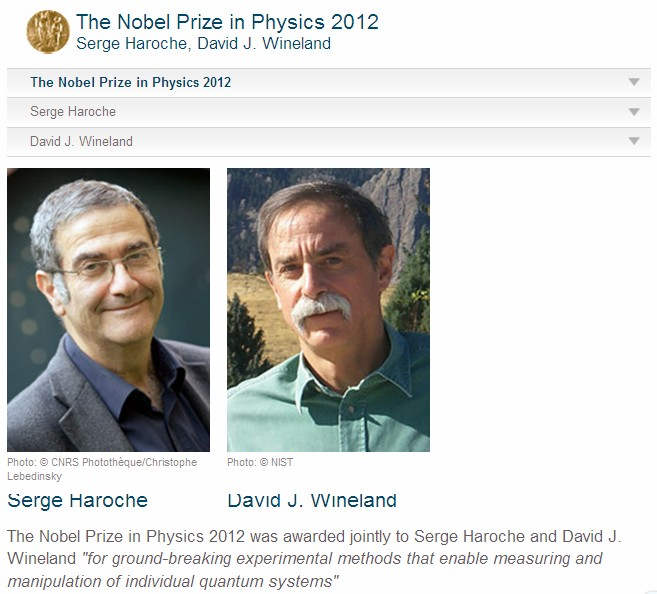 The Nobel Prize in Physics 2012
Serge Haroche, David J. Wineland
The Nobel Prize in Physics 2012
Serge Haroche
David J. Wineland
Photo: © CNRS Photothèque/Christophe
Lebedinsky
Photo: © NIST
Serge Haroche
David J. Wineland
The Nobel Prize in Physics 2012 was awarded jointly to Serge Haroche and David J.
Wineland "for ground-breaking experimental methods that enable measuring and
manipulation of individual quantum systems"